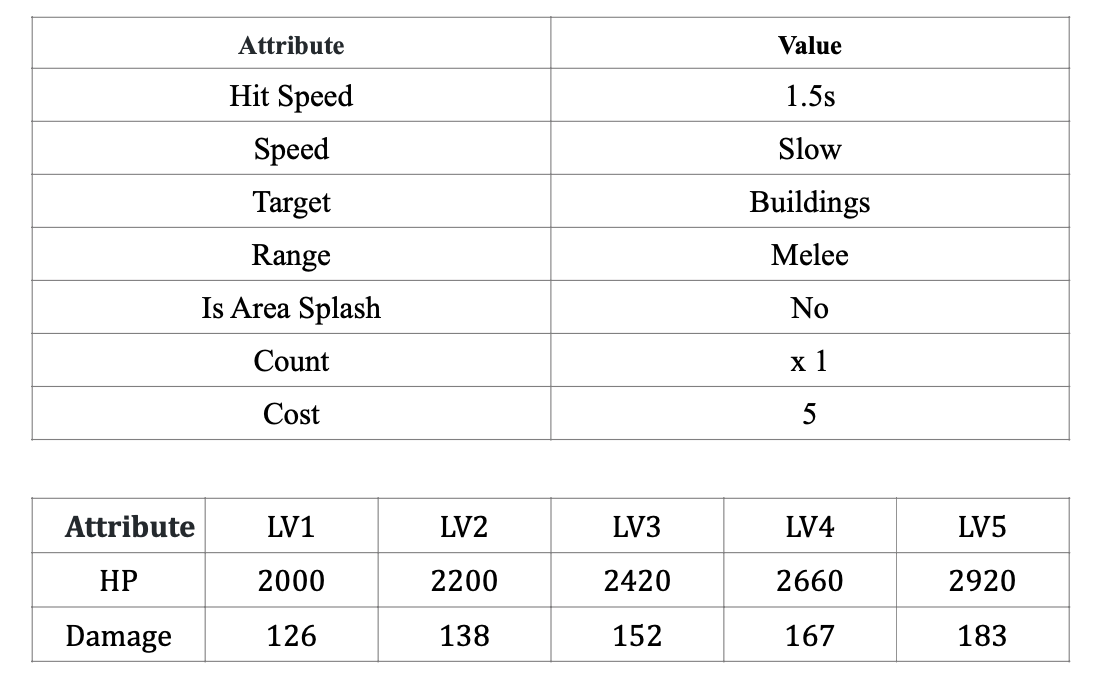 Attribute Value
Hit Speed 1.5s
Speed Slow
Target Buildings
Range Melee
Is Area Splash No
Count x 1
Cost 5
Attribute LV1 LV2 LV3 LV4 LV5
HP 2000 2200 2420 2660 2920
Damage 126 138 152 167 183